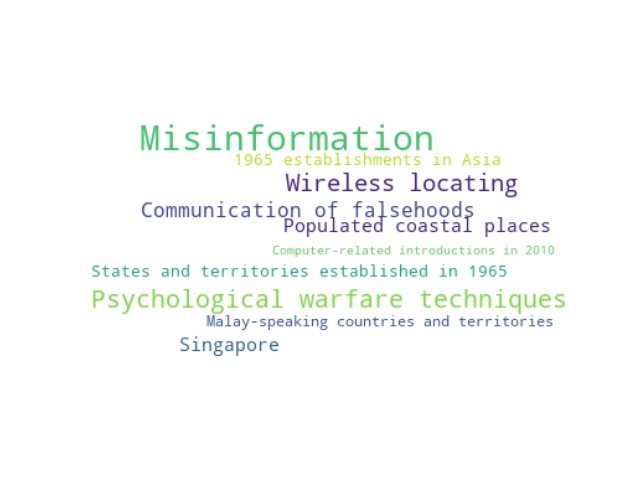 Misinformation
1965 establishments in Asia
Wireless locating
Communication of falsehoods
Populated coastal places
Computer-related introductions in 2010
States and territories established in 1965
Psychological warfare techniques
Malay-speaking countries and territories
Singapore